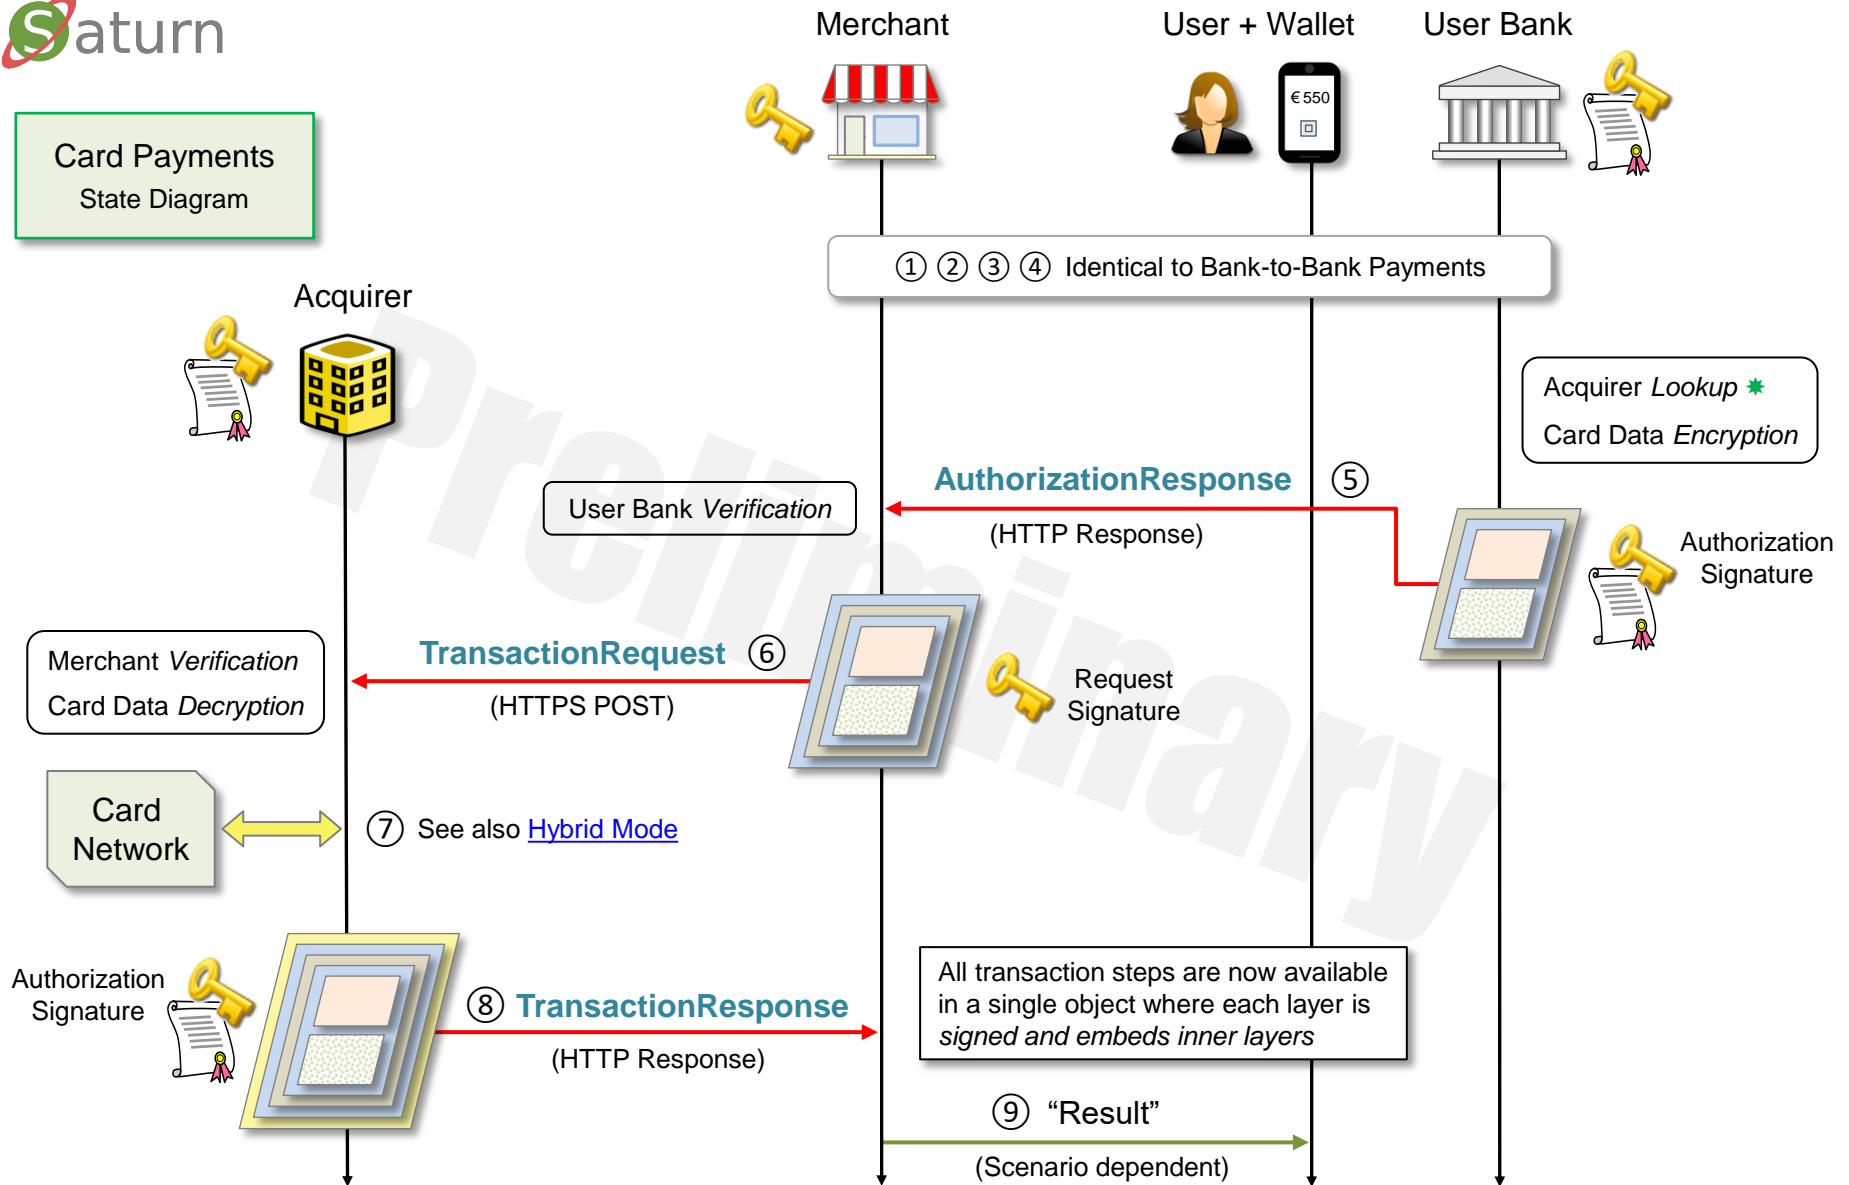 Saturn
Merchant
User + Wallet
User Bank
€ 550
Card Payments
State Diagram
① ② ③ ④ Identical to Bank-to-Bank Payments
Acquirer
Acquirer Lookup ✷
Card Data Encryption
AuthorizationResponse ⑤
(HTTP Response)
User Bank Verification
Authorization
Signature
TransactionRequest ⑥
(HTTPS POST)
Merchant Verification
Card Data Decryption
Request
Signature
Card
Network
⑦ See also Hybrid Mode
Authorization
Signature
⑧ TransactionResponse
(HTTP Response)
All transaction steps are now available
in a single object where each layer is
signed and embeds inner layers
⑨ “Result”
(Scenario dependent)
Preliminary